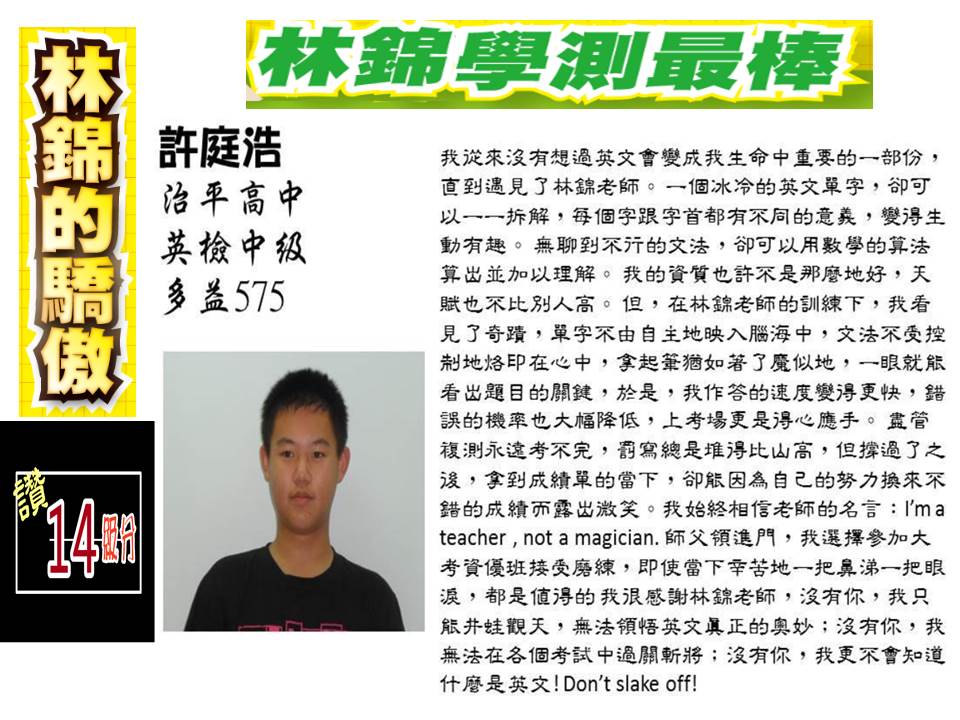 林錦學測最棒
林錦的驕傲
讚
14級分
許庭浩
治平高中
英檢中級
多益575
我從來沒有想過英文會變成我生命中重要的一部份，
直到遇見了林錦老師。一個冰冷的英文單字，卻可
以一一拆解，每個字跟字首都有不同的意義，變得生
動有趣。 無聊到不行的文法，卻可以用數學的算法
算出並加以理解。 我的資質也許不是那麼地好，天
賦也不比別人高。 但，在林錦老師的訓練下，我看
見了奇蹟，單字不由自主地映入腦海中，文法不受控
制地烙印在心中，拿起筆猶如著了魔似地，一眼就能
看出題目的關鍵，於是，我作答的速度變得更快，錯
誤的機率也大幅降低，上考場更是得心應手。 盡管
複測永遠考不完，罰寫總是堆得比山高，但撐過了之
後，拿到成績單的當下，卻能因為自己的努力換來不
錯的成績而露出微笑。我始終相信老師的名言：I'm a
teacher , not a magician. 師父領進門，我選擇參加大
考資優班接受磨練，即使當下辛苦地一把鼻涕一把眼
淚，都是值得的 我很感謝林錦老師，沒有你，我只
能井蛙觀天，無法領悟英文真正的奧妙；沒有你，我
無法在各個考試中過關斬將；沒有你，我更不會知道
什麼是英文! Don't slake off!